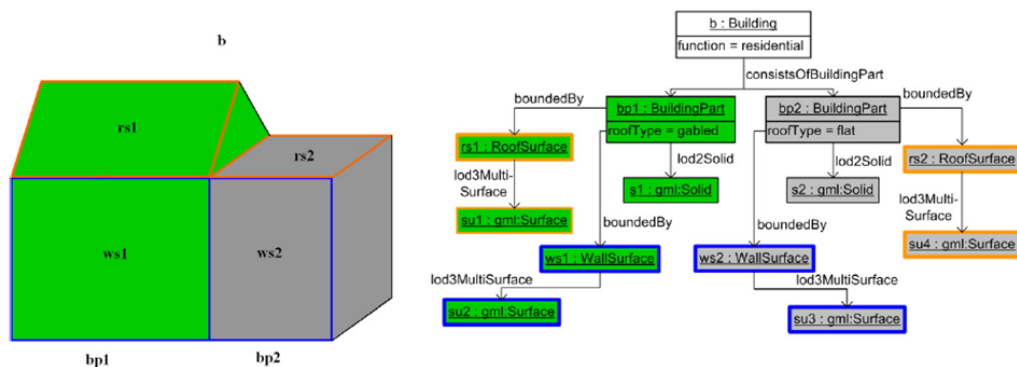 b
rs1
rs2
ws1
ws2
bp1
bp2
b : Building
function = residential
consistsOfBuildingPart
boundedBy
bp1 : BuildingPart
roofType = gabled
bp2 : BuildingPart
roofType = flat
boundedBy
rs1 : RoofSurface
lod2Solid
lod2Solid
rs2 : RoofSurface
lod3Multi-
Surface
s1 : gml:Solid
s2 : gml:Solid
lod3Multi-
Surface
su1 : gml:Surface
boundedBy
boundedBy
su4 : gml:Surface
ws1 : WallSurface
ws2 : WallSurface
lod3MultiSurface
lod3MultiSurface
su2 : gml:Surface
su3 : gml:Surface